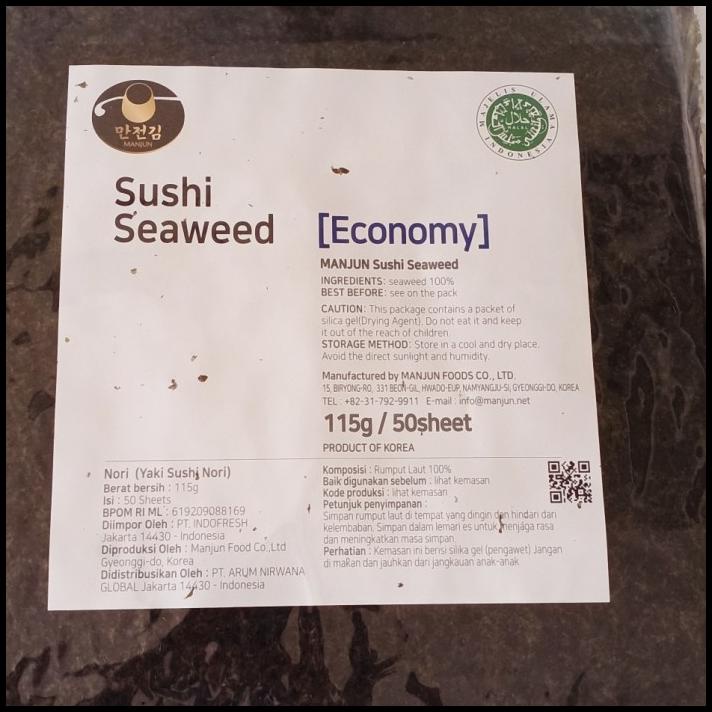 만전김
MANJUN
MAJELIS ULAMA INDONESIA
حلال
HALAL
Sushi
Seaweed [Economy]
MANJUN Sushi Seaweed
INGREDIENTS: seaweed 100%
BEST BEFORE: see on the pack
CAUTION: This package contains a packet of
silica gel(Drying Agent). Do not eat it and keep
it out of the reach of children.
STORAGE METHOD: Store in a cool and dry place.
Avoid the direct sunlight and humidity.
Manufactured by MANJUN FOODS CO., LTD.
15, BIRYONG-RO, 331 BEON-GIL, HWADO-EUP, NAMYANGJU-SI, GYEONGGI-DO, KOREA
TEL : +82-31-792-9911 E-mail : info@manjun.net
115g / 50sheet
PRODUCT OF KOREA
Nori (Yaki Sushi Nori)
Berat bersih : 115g
Isi : 50 Sheets
BPOM RI ML : 619209088169
Diimpor Oleh : PT. INDOFRESH
Jakarta 14430 - Indonesia
Diproduksi Oleh : Manjun Food Co.,Ltd
Gyeonggi-do, Korea
Didistribusikan Oleh : PT. ARUM NIRWANA
GLOBAL Jakarta 14430 - Indonesia
Komposisi : Rumput Laut 100%
Baik digunakan sebelum : lihat kemasan
Kode produksi : lihat kemasan
Petunjuk penyimpanan :
Simpan rumput laut di tempat yang dingin dan hindari dan
kelembaban. Simpan dalam lemari es untuk menjaga rasa
dan meningkatkan masa simpan.
Perhatian : Kemasan ini berisi silika gel (pengawet) Jangan
di makan dan jauhkan dari jangkauan anak-anak